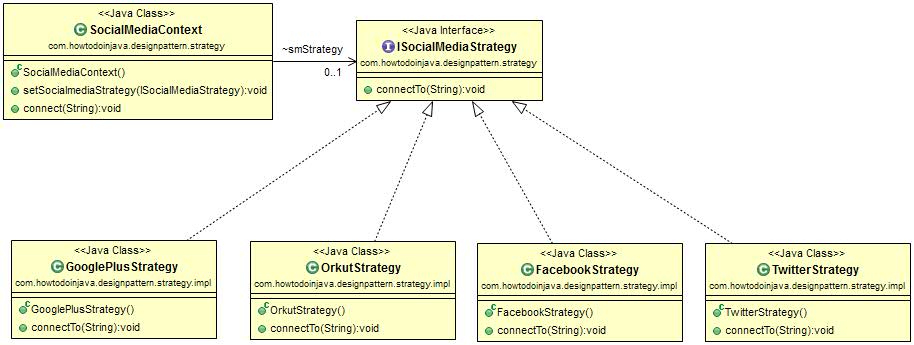 <<Java Class>>
SocialMediaContext
com.howtodoinjava.designpattern.strategy
SocialMediaContext()
setSocialmediaStrategy(ISocialMediaStrategy):void
connect(String):void
~smStrategy
0..1
<<Java Interface>>
ISocialMediaStrategy
com.howtodoinjava.designpattern.strategy
connectTo(String):void
<<Java Class>>
GooglePlusStrategy
com.howtodoinjava.designpattern.strategy.impl
GooglePlusStrategy()
connectTo(String):void
<<Java Class>>
OrkutStrategy
com.howtodoinjava.designpattern.strategy.impl
OrkutStrategy()
connectTo(String):void
<<Java Class>>
FacebookStrategy
com.howtodoinjava.designpattern.strategy.impl
FacebookStrategy()
connectTo(String):void
<<Java Class>>
TwitterStrategy
com.howtodoinjava.designpattern.strategy.impl
TwitterStrategy()
connectTo(String):void